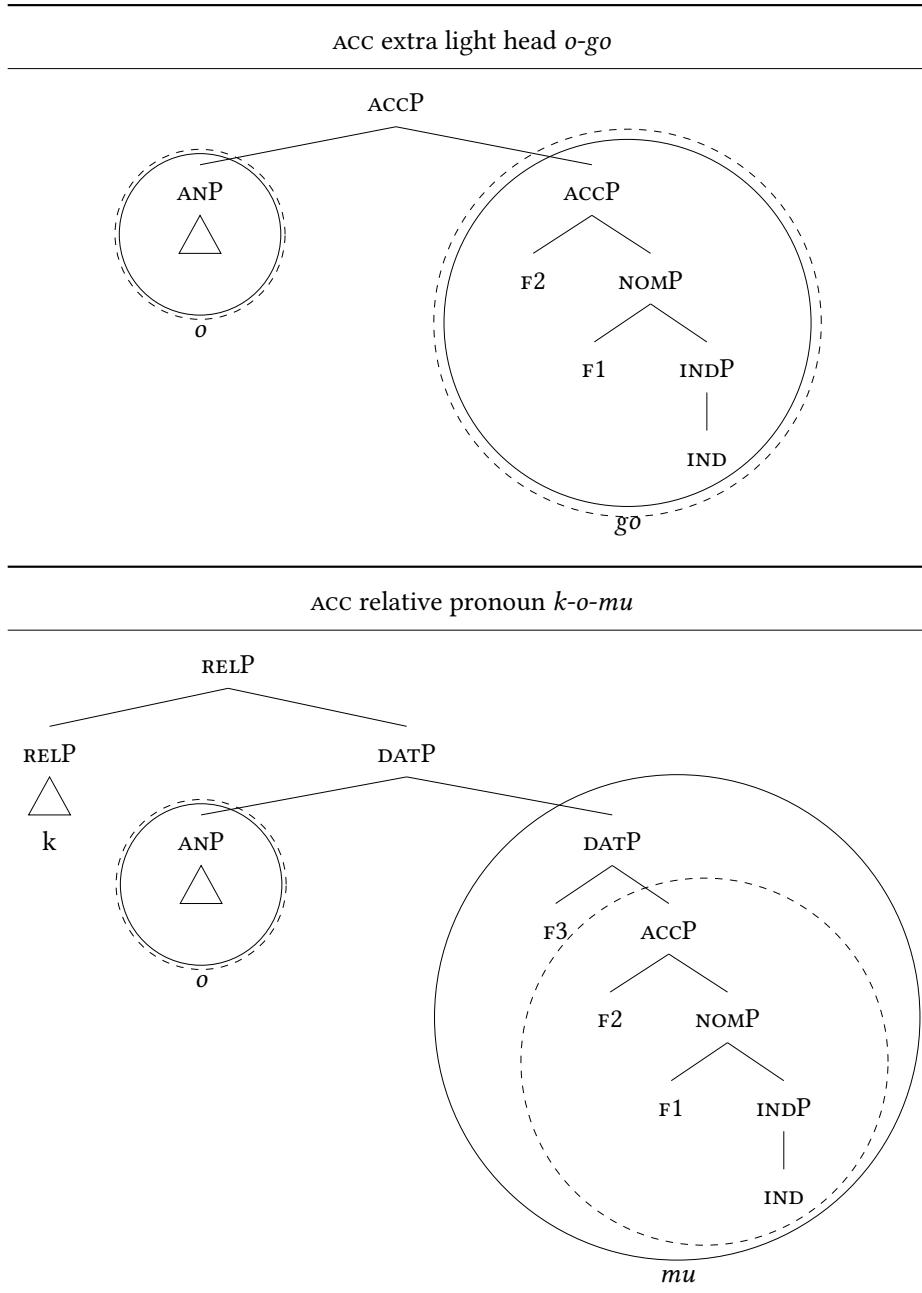 ACC extra light head o-go
ACCP
ANP ACCP
F2 NOMP
o
F1 INDP
IND
go
ACC relative pronoun k-o-mu
RELP
RELP DATP
k ANP DATP
F3 ACCP
o
F2 NOMP
F1 INDP
IND
mu